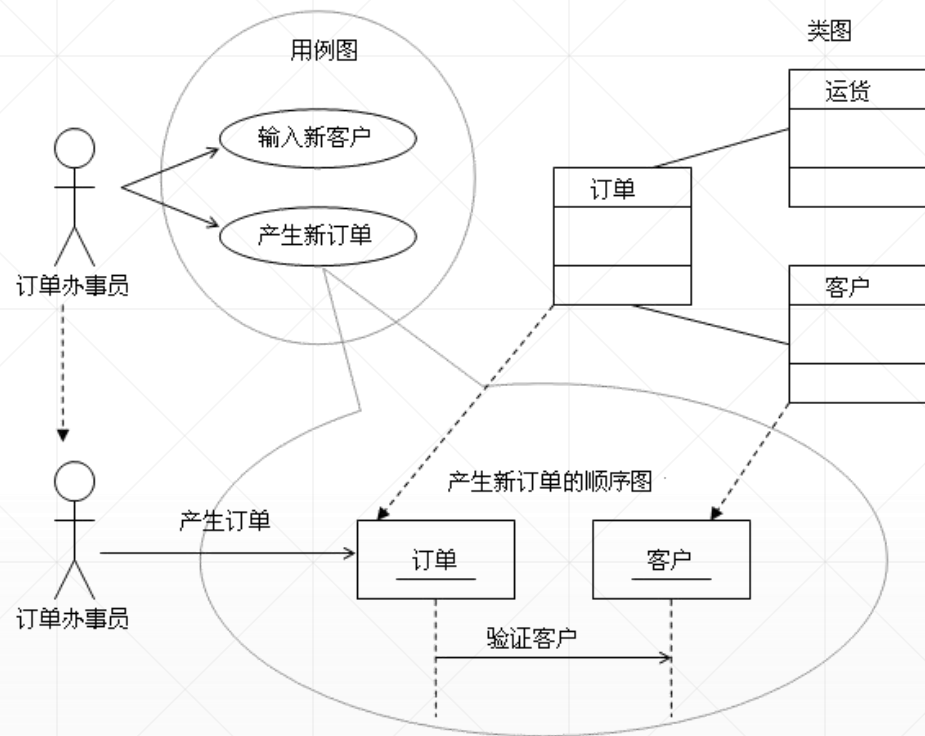 用例图
类图
运货
输入新客户
订单
产生新订单
订单办事员
客户
产生新订单的顺序图
产生订单
订单
客户
订单办事员
验证客户